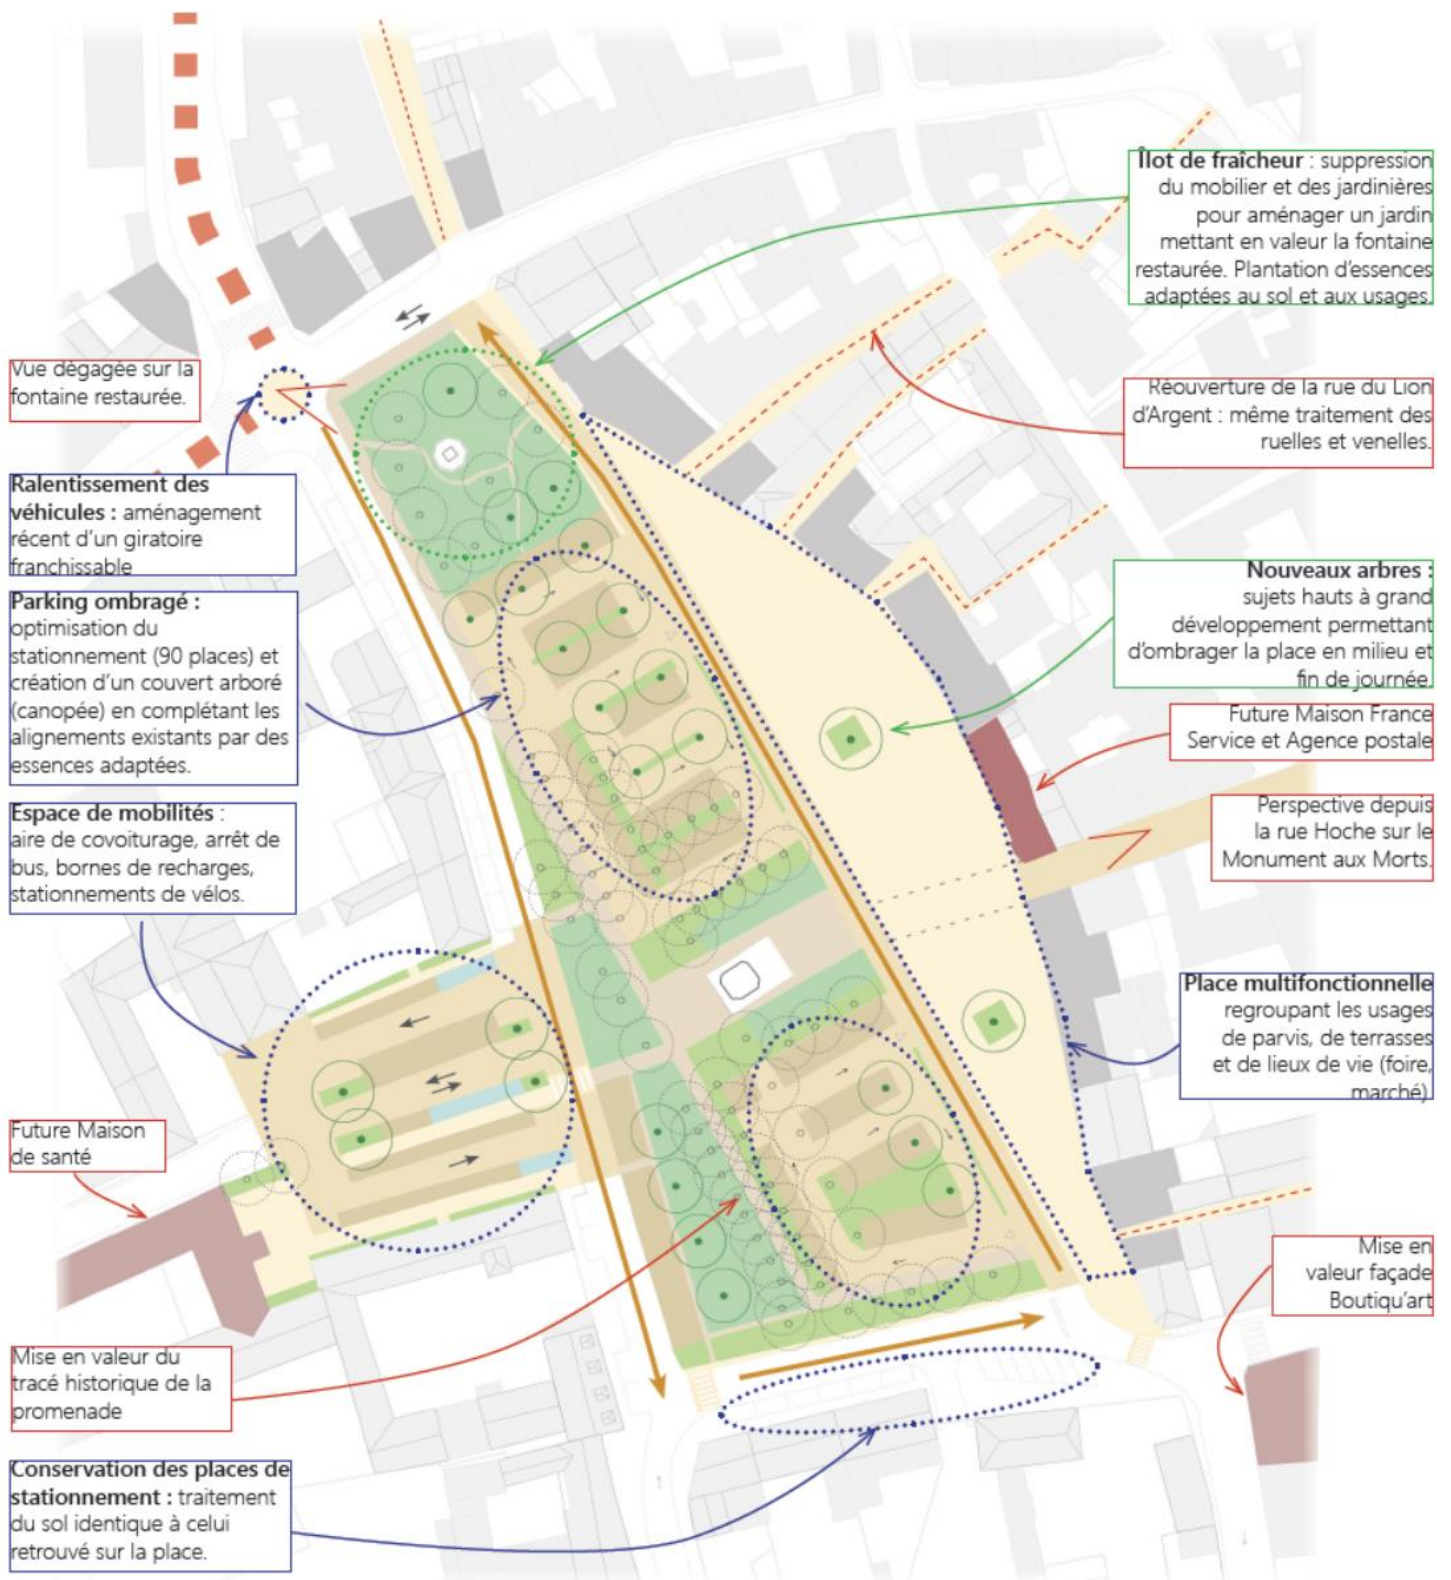 Îlot de fraîcheur : suppression
du mobilier et des jardinières
pour aménager un jardin
mettant en valeur la fontaine
restaurée. Plantation d'essences
adaptées au sol et aux usages.
Vue dégagée sur la
fontaine restaurée.
Réouverture de la rue du Lion
d'Argent : même traitement des
ruelles et venelles.
Ralentissement des
véhicules : aménagement
récent d'un giratoire
franchissable
Nouveaux arbres :
sujets hauts à grand
développement permettant
d'ombrager la place en milieu et
fin de journée.
Parking ombragé :
optimisation du
stationnement (90 places) et
création d'un couvert arboré
(canopée) en complétant les
alignements existants par des
essences adaptées.
Future Maison France
Service et Agence postale
Perspective depuis
la rue Hoche sur le
Monument aux Morts.
Espace de mobilités :
aire de covoiturage, arrêt de
bus, bornes de recharges,
stationnements de vélos.
Place multifonctionnelle
regroupant les usages
de parvis, de terrasses
et de lieux de vie (foire,
marché)
Future Maison
de santé
Mise en
valeur façade
Boutiqu'art
Mise en valeur du
tracé historique de la
promenade
Conservation des places de
stationnement : traitement
du sol identique à celui
retrouvé sur la place.